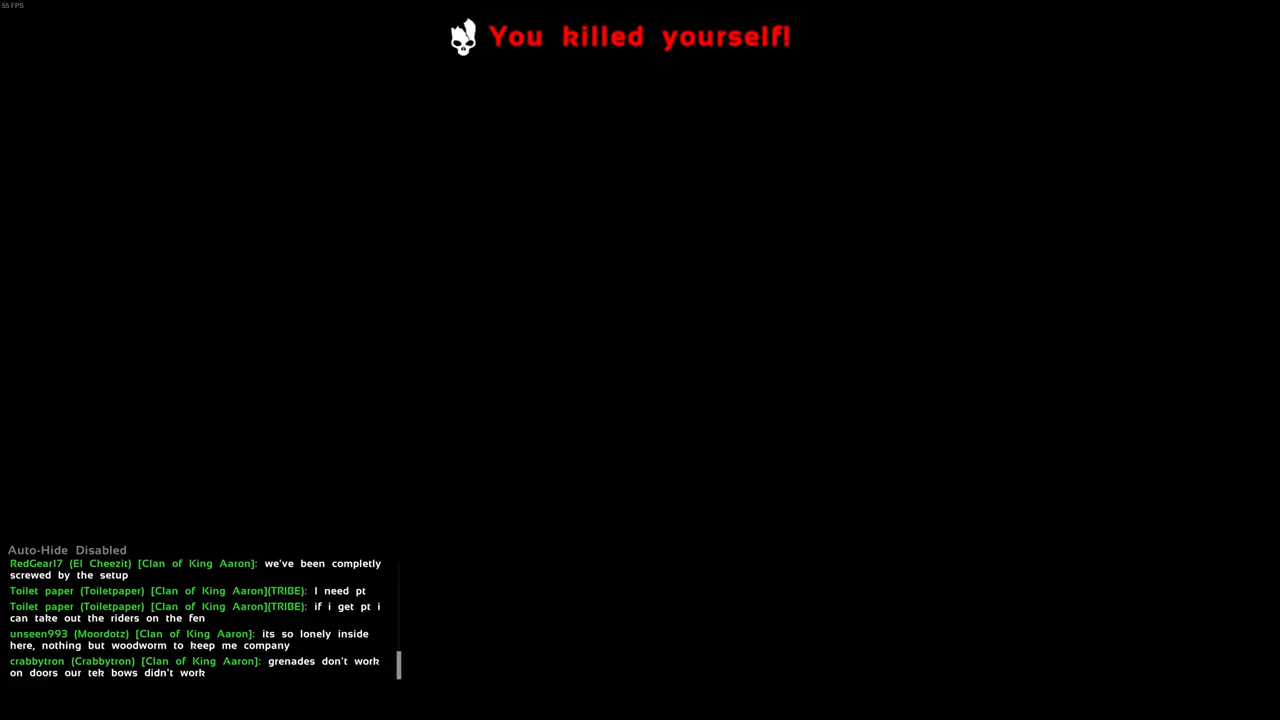 55 FPS
You killed yourself!
Auto-Hide Disabled
RedGear17 (El Cheezit) [Clan of King Aaron]: we've been completly
screwed by the setup
Toilet paper (Toiletpaper) [Clan of King Aaron](TRIBE): I need pt
Toilet paper (Toiletpaper) [Clan of King Aaron](TRIBE): if i get pt i
can take out the riders on the fen
unseen993 (Moordotz) [Clan of King Aaron]: its so lonely inside
here, nothing but woodworm to keep me company
crabbytron (Crabbytron) [Clan of King Aaron]: grenades don't work
on doors our tek bows didn't work